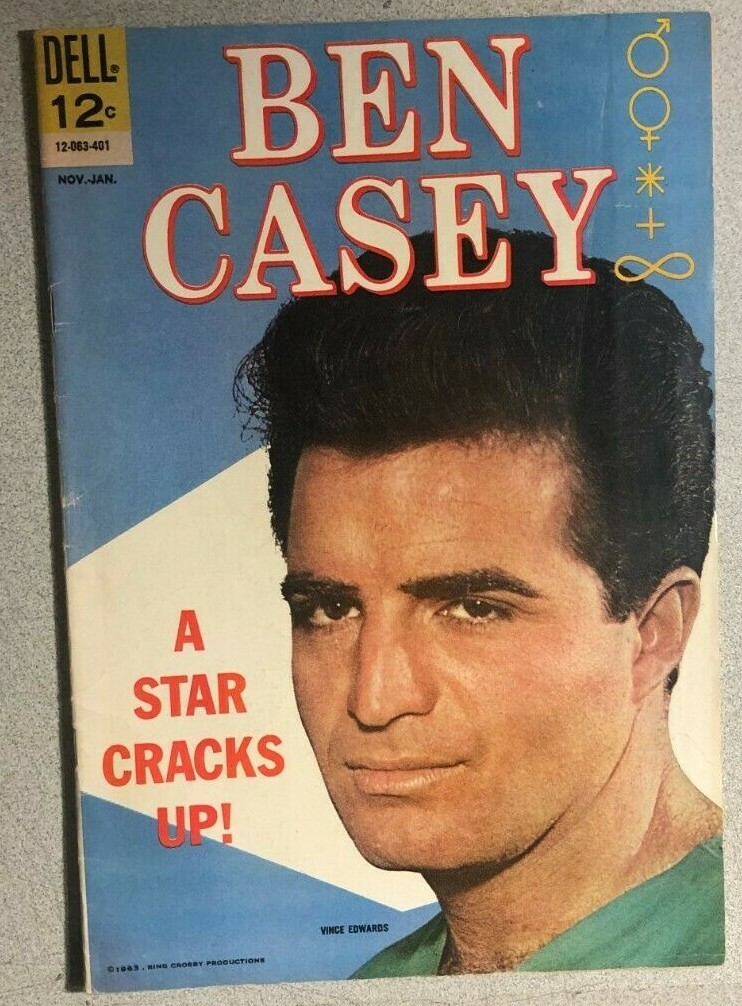 DELL®
12c
12-063-401
NOV.-JAN.
BEN
CASEY
♂
♀
*
+
∞
A
STAR
CRACKS
UP!
VINCE EDWARDS
©1963, BING CROSBY PRODUCTIONS